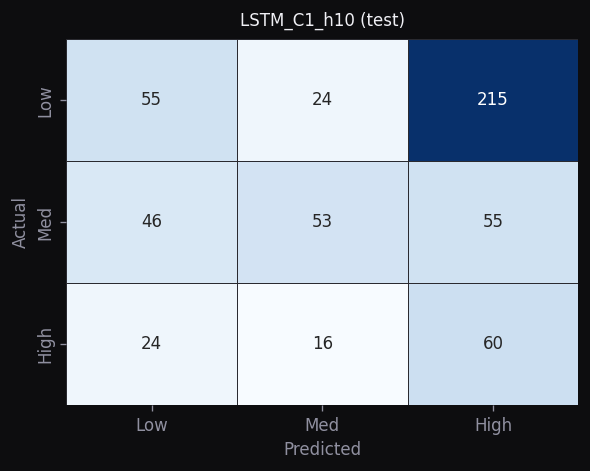 LSTM_C1_h10 (test)
Actual
Low
55 24 215
Med
46 53 55
High
24 16 60
Low Med High
Predicted